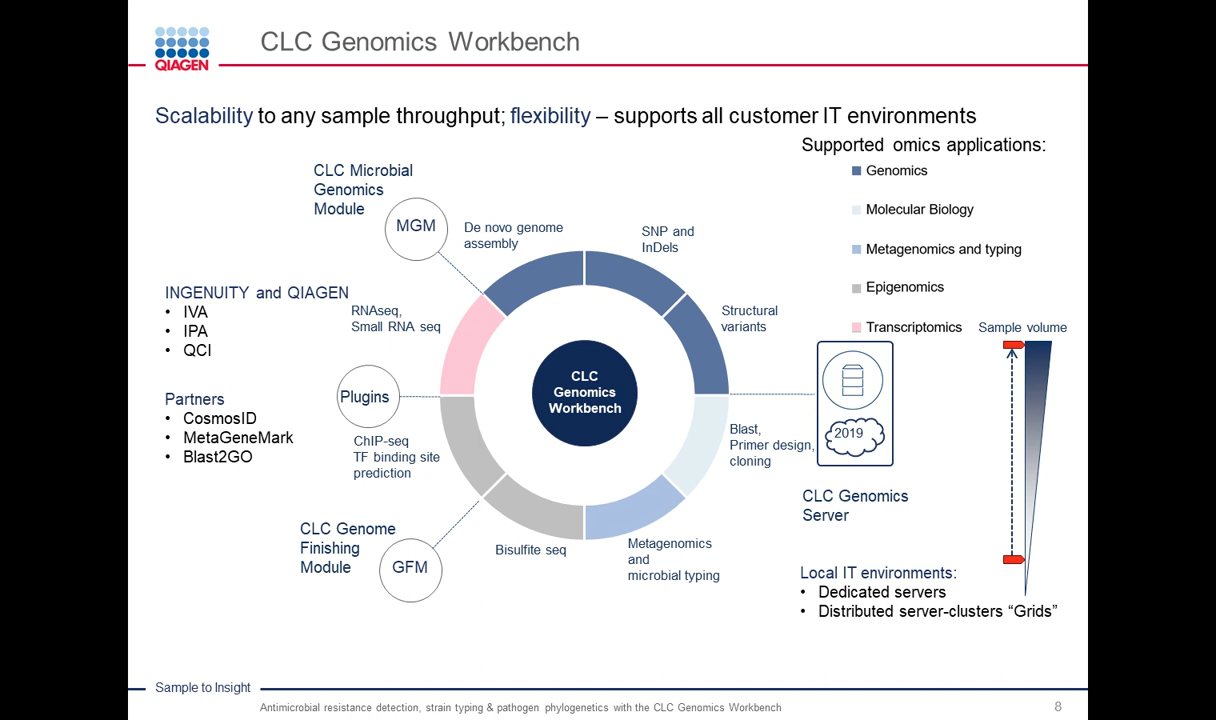 QIAGEN
CLC Genomics Workbench
Scalability to any sample throughput; flexibility – supports all customer IT environments
Supported omics applications:
Genomics
Molecular Biology
Metagenomics and typing
Epigenomics
Transcriptomics
Sample volume
CLC Microbial
Genomics
Module
MGM
De novo genome
assembly
SNP and
InDels
Structural
variants
INGENUITY and QIAGEN
• IVA
• IPA
• QCI
RNAseq,
Small RNA seq
Partners
• CosmosID
• MetaGeneMark
• Blast2GO
Plugins
ChIP-seq
TF binding site
prediction
CLC
Genomics
Workbench
Blast,
Primer design,
cloning
2019
CLC Genomics
Server
CLC Genome
Finishing
Module
GFM
Bisulfite seq
Metagenomics
and
microbial typing
Local IT environments:
• Dedicated servers
• Distributed server-clusters “Grids”
Sample to Insight
Antimicrobial resistance detection, strain typing & pathogen phylogenetics with the CLC Genomics Workbench
8